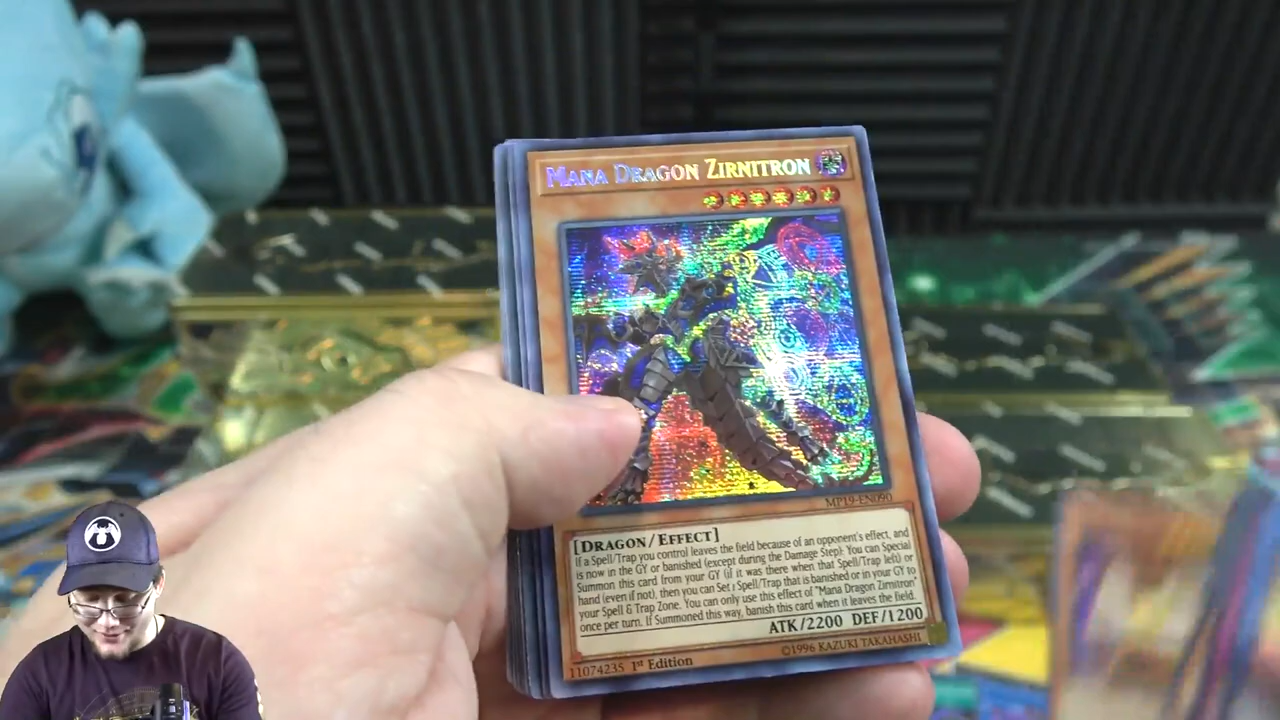 MANA DRAGON ZIRNITRON
MP19-EN090
[DRAGON/EFFECT]
If a Spell/Trap you control leaves the field because of an opponent's effect, and
is now in the GY or banished (except during the Damage Step): You can Special
Summon this card from your GY (if it was there when that Spell/Trap left) or
hand (even if not), then you can Set 1 Spell/Trap that is banished or in your GY to
your Spell & Trap Zone. You can only use this effect of "Mana Dragon Zirnitron"
once per turn. If Summoned this way, banish this card when it leaves the field.
ATK/2200 DEF/1200
11074235 1st Edition
©1996 KAZUKI TAKAHASHI